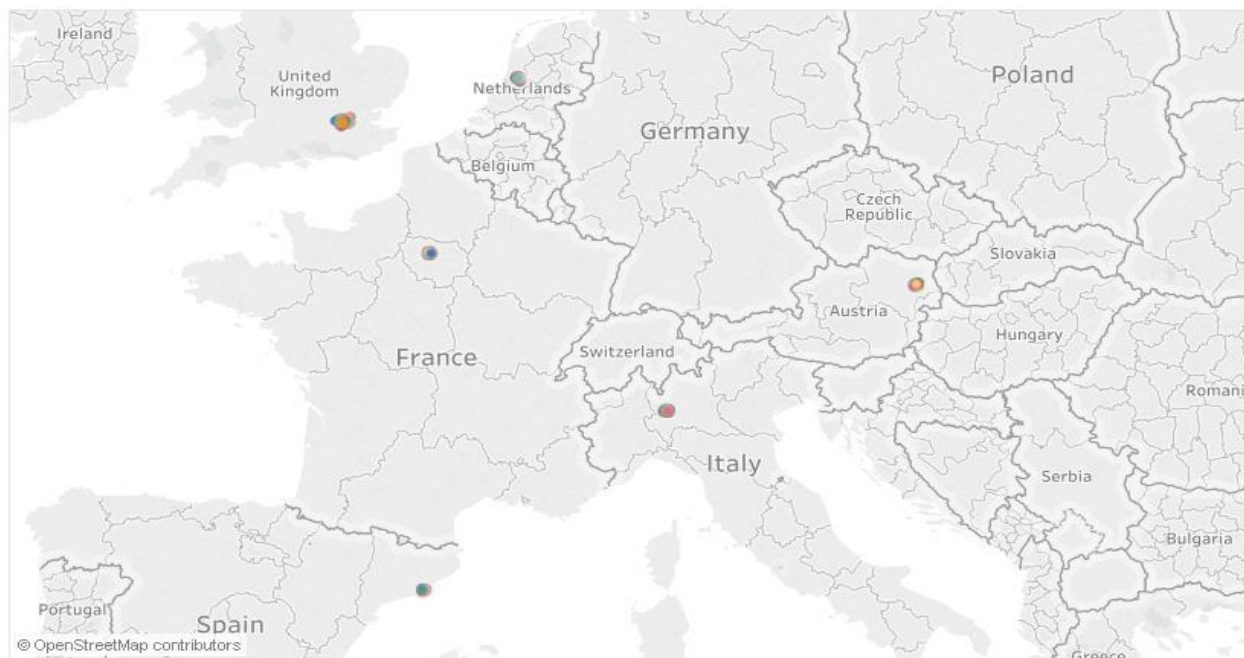 Ireland
United
Kingdom
Netherlands
Poland
Germany
Belgium
Czech
Republic
Slovakia
Austria
Hungary
France
Switzerland
Romani
Italy
Serbia
Bulgaria
Portugal
Spain
© OpenStreetMap contributors
Greece